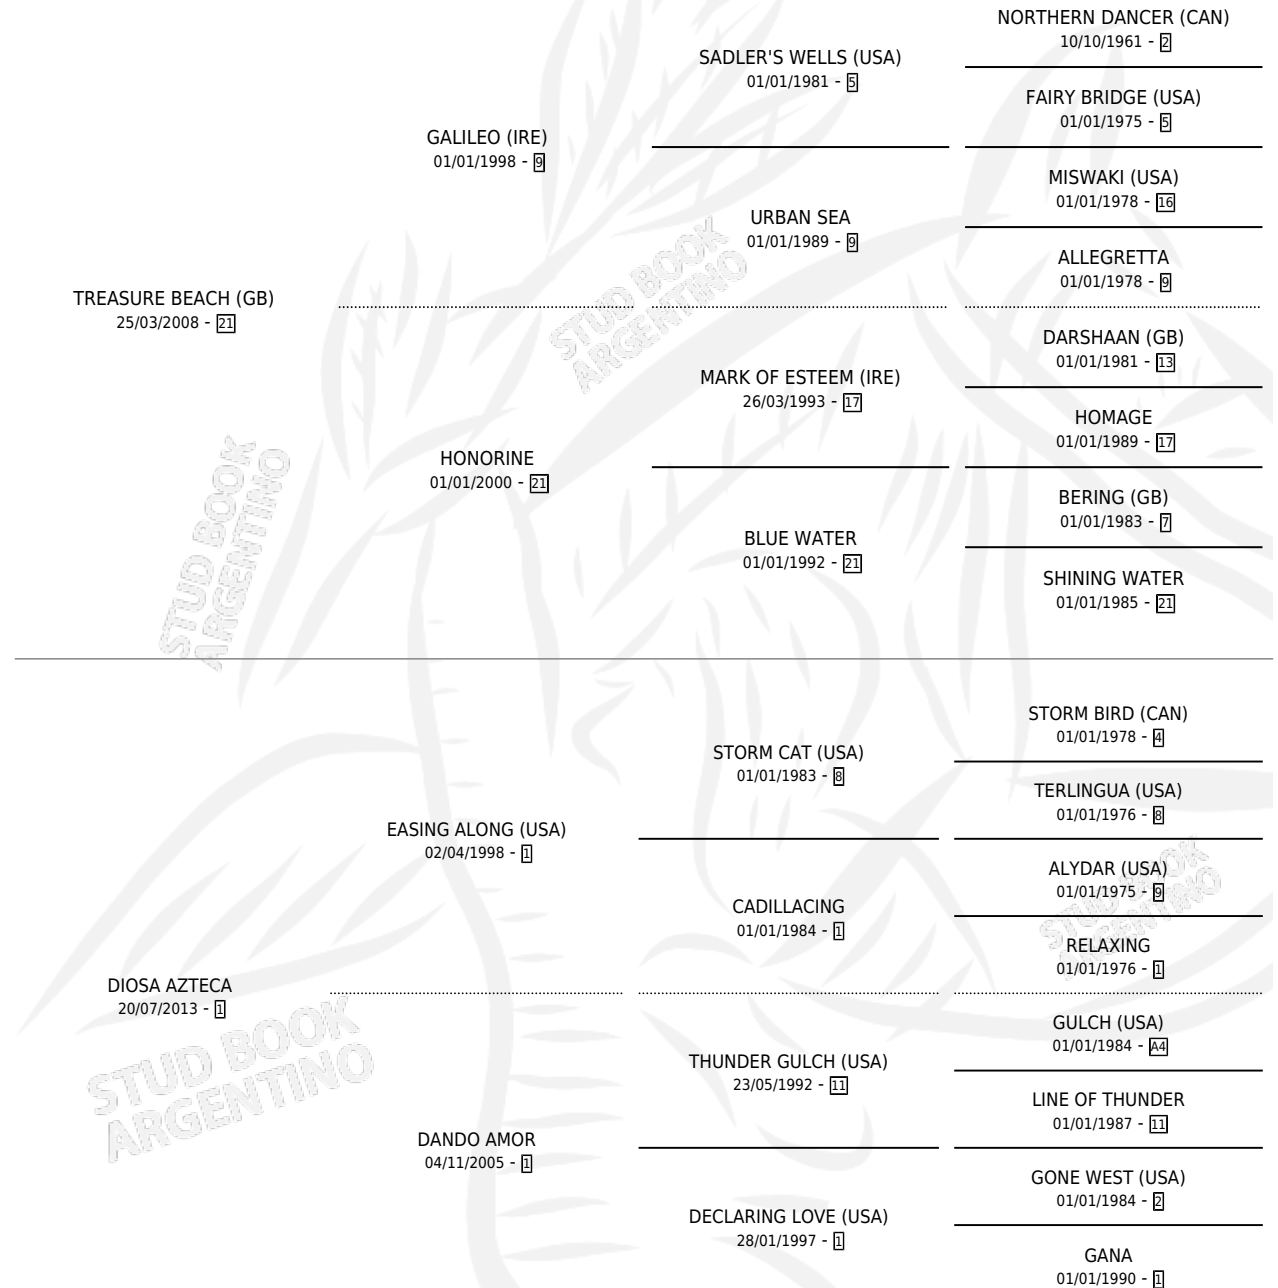 NORTHERN DANCER (CAN)
10/10/1961 - 2
SADLER'S WELLS (USA)
01/01/1981 - 5
FAIRY BRIDGE (USA)
01/01/1975 - 5
GALILEO (IRE)
01/01/1998 - 9
MISWAKI (USA)
01/01/1978 - 16
URBAN SEA
01/01/1989 - 9
ALLEGRETTA
01/01/1978 - 9
TREASURE BEACH (GB)
25/03/2008 - 21
DARSHAAN (GB)
01/01/1981 - 13
MARK OF ESTEEM (IRE)
26/03/1993 - 17
HOMAGE
01/01/1989 - 17
HONORINE
01/01/2000 - 21
BERING (GB)
01/01/1983 - 7
BLUE WATER
01/01/1992 - 21
SHINING WATER
01/01/1985 - 21
STORM BIRD (CAN)
01/01/1978 - 4
STORM CAT (USA)
01/01/1983 - 8
TERLINGUA (USA)
01/01/1976 - 8
EASING ALONG (USA)
02/04/1998 - 1
ALYDAR (USA)
01/01/1975 - 9
CADILLACING
01/01/1984 - 1
RELAXING
01/01/1976 - 1
DIOSA AZTECA
20/07/2013 - 1
GULCH (USA)
01/01/1984 - A4
THUNDER GULCH (USA)
23/05/1992 - 11
LINE OF THUNDER
01/01/1987 - 11
DANDO AMOR
04/11/2005 - 1
GONE WEST (USA)
01/01/1984 - 2
DECLARING LOVE (USA)
28/01/1997 - 1
GANA
01/01/1990 - 1
STUD BOOK
ARGENTINO
STUD BOOK
ARGENTINO
STUD BOOK
ARGENTINO
STUD BOOK
ARGENTINO